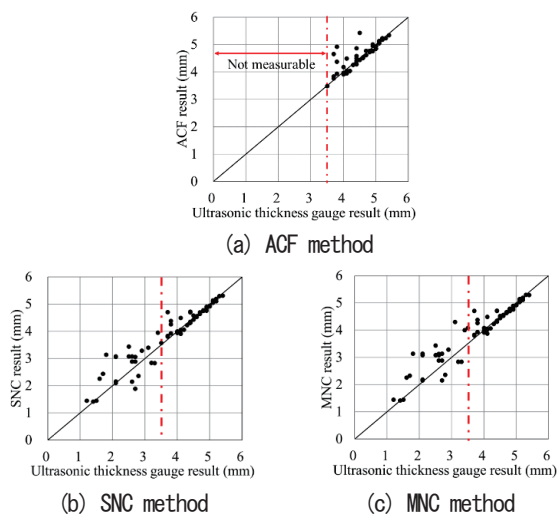 6
5
4
3
2
1
0
ACF result (mm)
Not measurable
0 1 2 3 4 5 6
Ultrasonic thickness gauge result (mm)
(a) ACF method
6
5
4
3
2
1
0
SNC result (mm)
0 1 2 3 4 5 6
Ultrasonic thickness gauge result (mm)
(b) SNC method
6
5
4
3
2
1
0
MNC result (mm)
0 1 2 3 4 5 6
Ultrasonic thickness gauge result (mm)
(c) MNC method